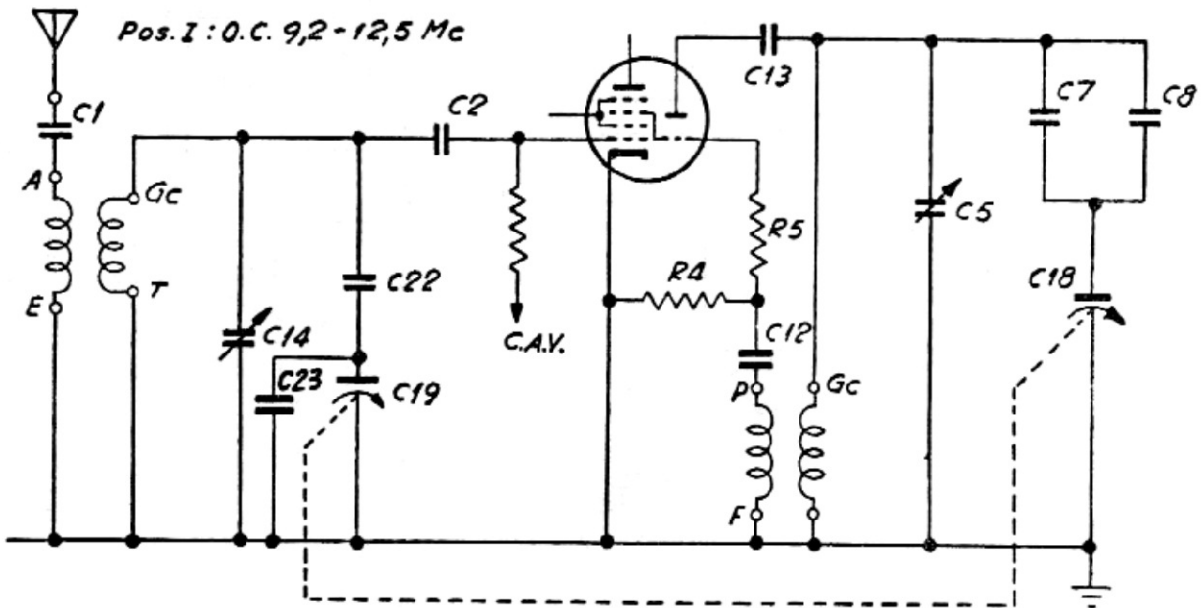 Pos. I : O.C. 9,2 - 12,5 Mc
C1
C2
C13
C7
C8
A
Gc
R5
C5
E
T
C22
R4
C18
C14
C.A.V.
C12
C23
C19
P
Gc
F